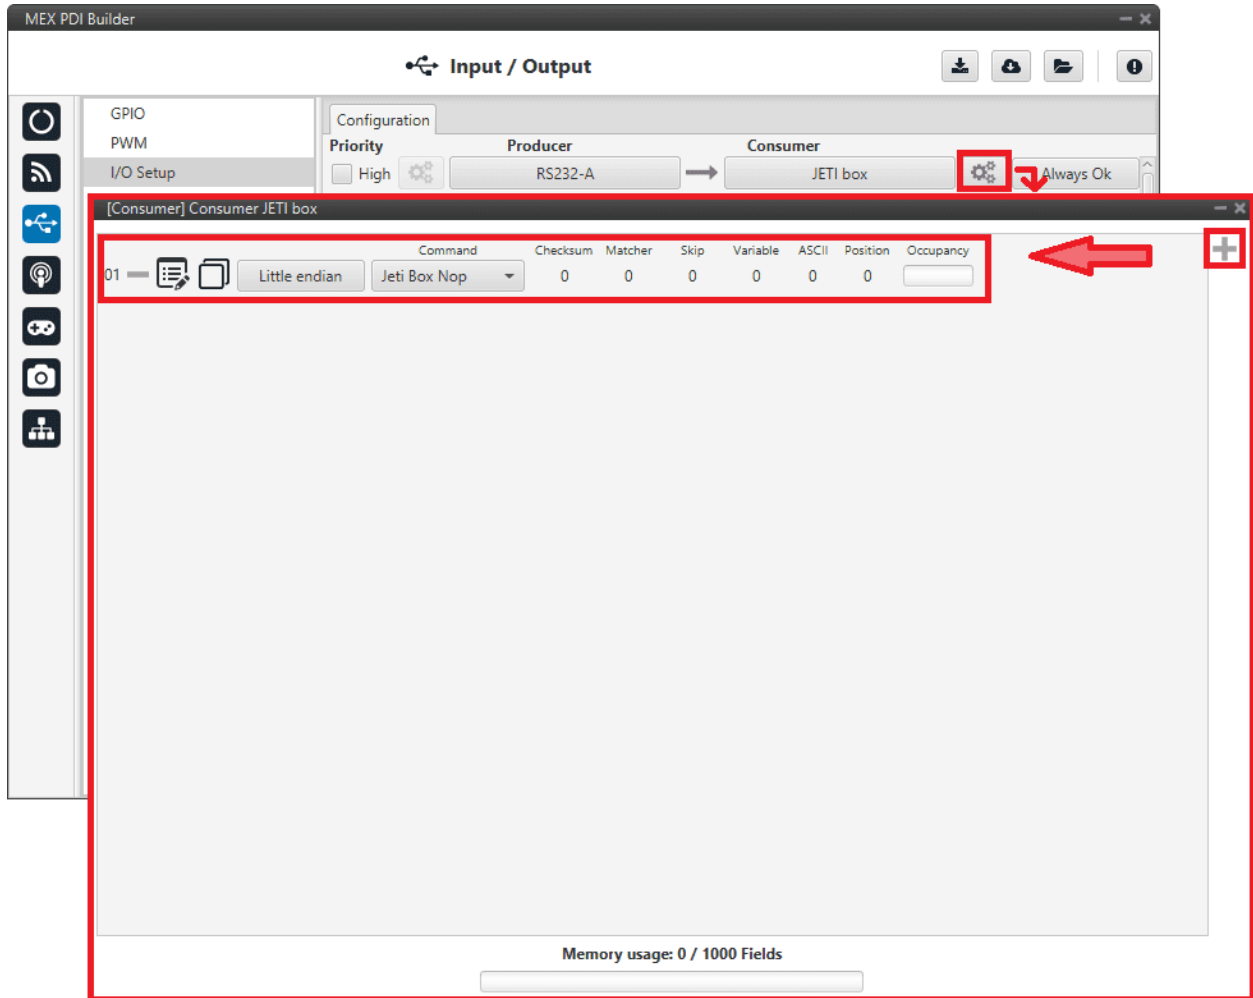 MEX PDI Builder
Input / Output
GPIO
PWM
I/O Setup
Configuration
Priority Producer Consumer
High RS232-A JETI box Always Ok
[Consumer] Consumer JETI box
Command Checksum Matcher Skip Variable ASCII Position Occupancy
01 Little endian Jeti Box Nop 0 0 0 0 0 0
Memory usage: 0 / 1000 Fields